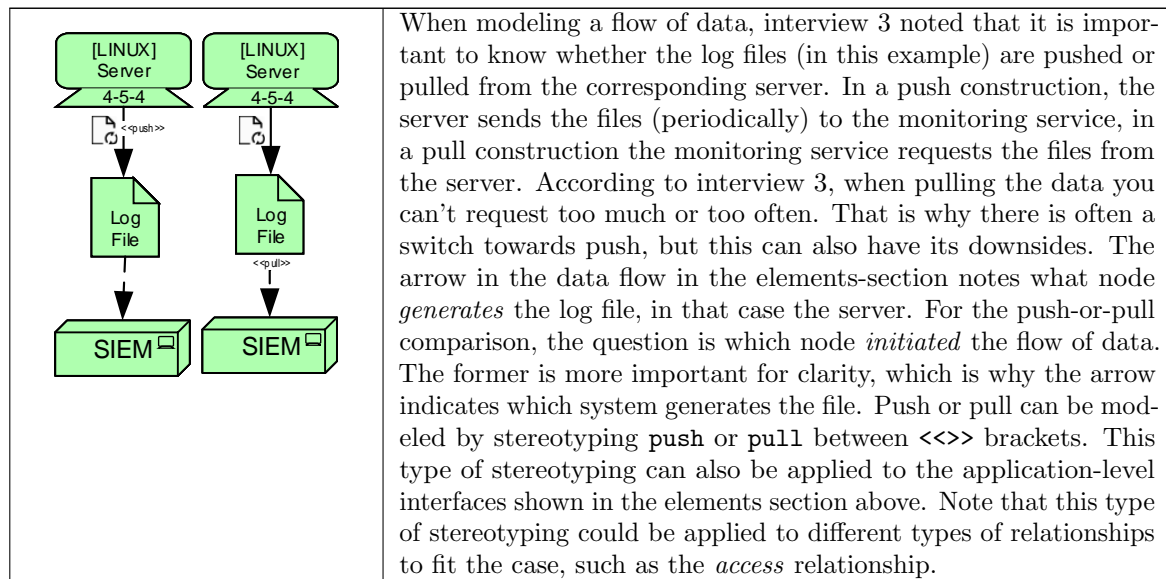 [LINUX]
Server
4-5-4
<<push>>
Log
File
SIEM
[LINUX]
Server
4-5-4
Log
File
<<pull>>
SIEM
When modeling a flow of data, interview 3 noted that it is impor-
tant to know whether the log files (in this example) are pushed or
pulled from the corresponding server. In a push construction, the
server sends the files (periodically) to the monitoring service, in
a pull construction the monitoring service requests the files from
the server. According to interview 3, when pulling the data you
can't request too much or too often. That is why there is often a
switch towards push, but this can also have its downsides. The
arrow in the data flow in the elements-section notes what node
generates the log file, in that case the server. For the push-or-pull
comparison, the question is which node initiated the flow of data.
The former is more important for clarity, which is why the arrow
indicates which system generates the file. Push or pull can be mod-
eled by stereotyping push or pull between <<>> brackets. This
type of stereotyping can also be applied to the application-level
interfaces shown in the elements section above. Note that this type
of stereotyping could be applied to different types of relationships
to fit the case, such as the access relationship.